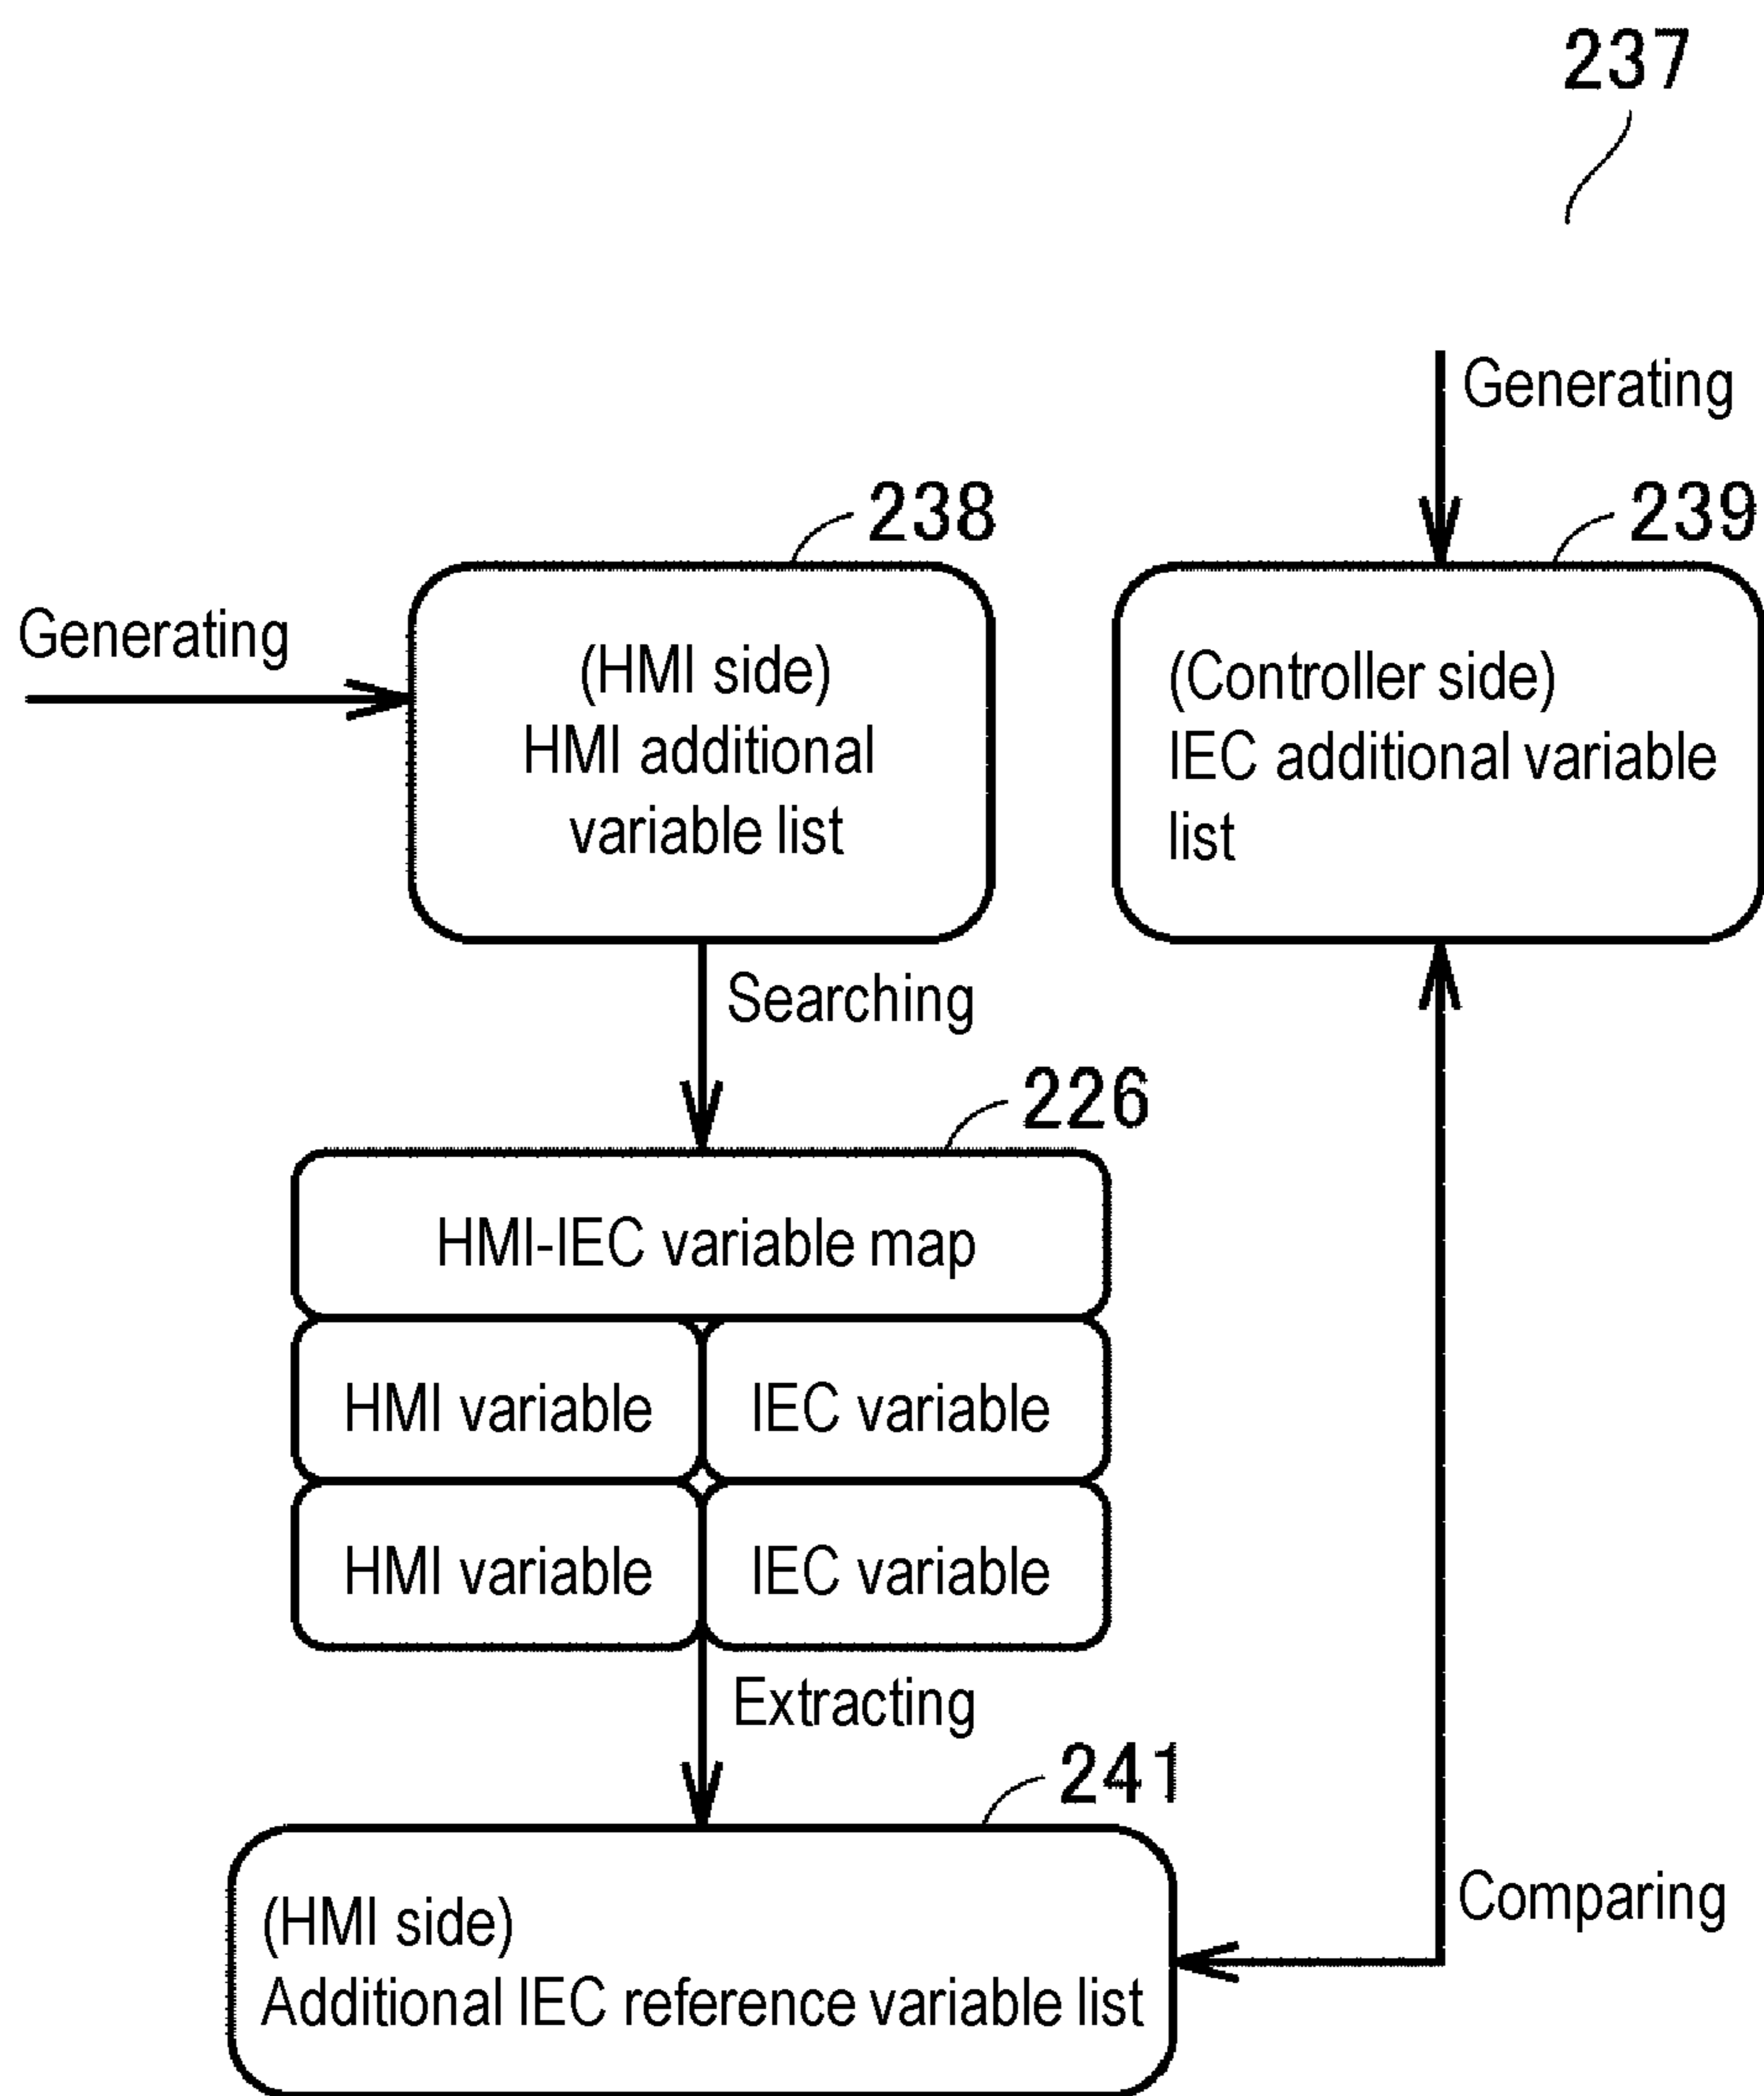 237
Generating
238
239
Generating
(HMI side)
HMI additional
variable list
(Controller side)
IEC additional variable
list
Searching
226
HMI-IEC variable map
HMI variable
IEC variable
HMI variable
IEC variable
Extracting
241
Comparing
(HMI side)
Additional IEC reference variable list